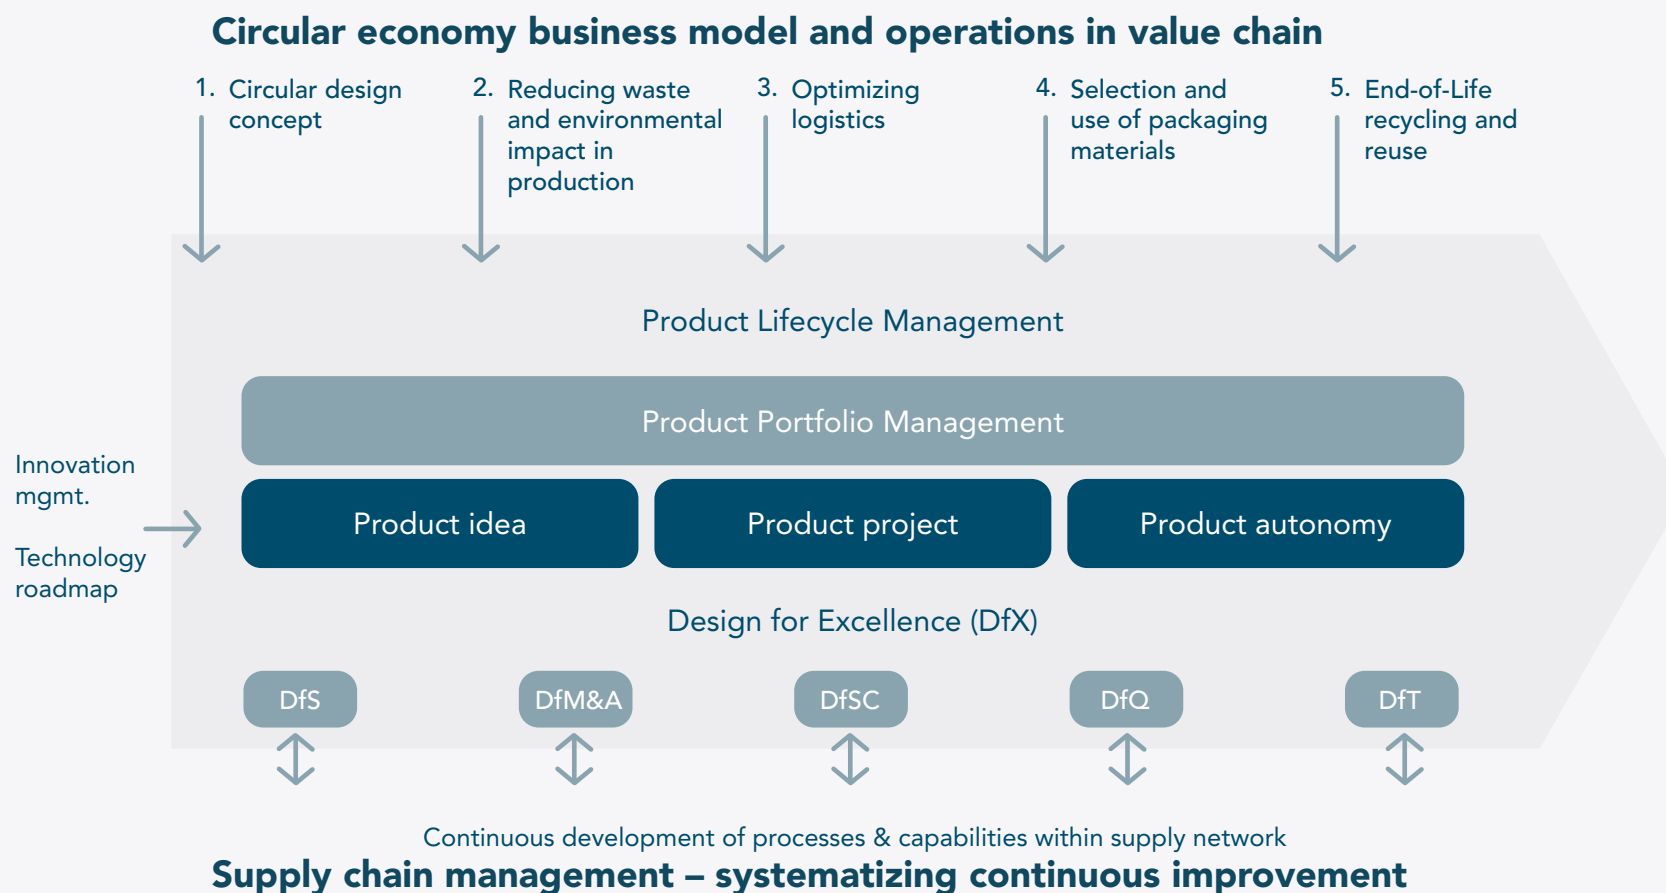 Circular economy business model and operations in value chain
1. Circular design
concept
2. Reducing waste
and environmental
impact in
production
3. Optimizing
logistics
4. Selection and
use of packaging
materials
5. End-of-Life
recycling and
reuse
Product Lifecycle Management
Product Portfolio Management
Innovation
mgmt.
Technology
roadmap
Product idea
Product project
Product autonomy
Design for Excellence (DfX)
DfS
DfM&A
DfSC
DfQ
DfT
Continuous development of processes & capabilities within supply network
Supply chain management – systematizing continuous improvement